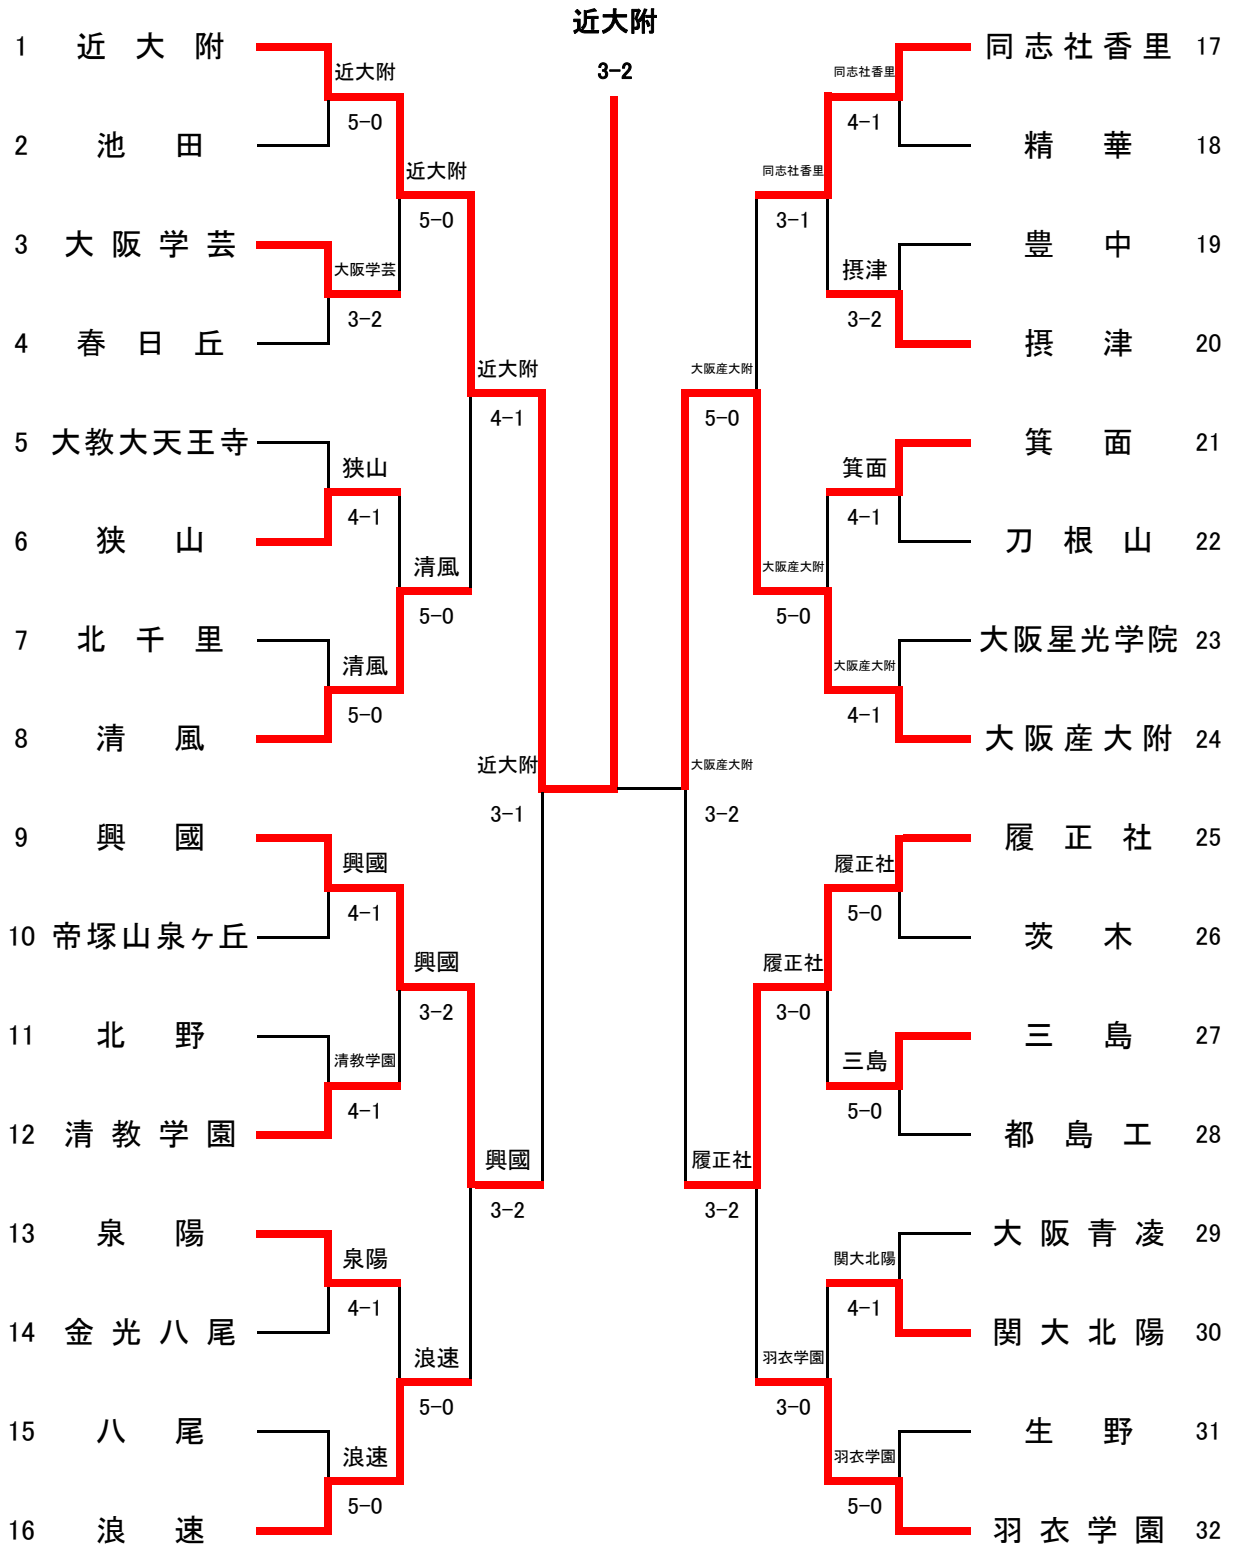 近大附
3-2
1 近大附
2 池田
3 大阪学芸
4 春日丘
5 大教大天王寺
6 狭山
7 北千里
8 清風
9 興國
10 帝塚山泉ヶ丘
11 北野
12 清教学園
13 泉陽
14 金光八尾
15 八尾
16 浪速
近大附
5-0
大阪学芸
3-2
狭山
4-1
清風
5-0
興國
4-1
清教学園
4-1
泉陽
4-1
浪速
5-0
近大附
5-0
清風
5-0
興國
3-2
浪速
5-0
近大附
4-1
興國
3-2
近大附
3-1
大阪産大附
3-2
大阪産大附
5-0
履正社
3-2
同志社香里
3-1
大阪産大附
5-0
履正社
3-0
羽衣学園
3-0
同志社香里
4-1
摂津
3-2
箕面
4-1
大阪産大附
4-1
履正社
5-0
三島
5-0
関大北陽
4-1
羽衣学園
5-0
同志社香里 17
精華 18
豊中 19
摂津 20
箕面 21
刀根山 22
大阪星光学院 23
大阪産大附 24
履正社 25
茨木 26
三島 27
都島工 28
大阪青凌 29
関大北陽 30
生野 31
羽衣学園 32